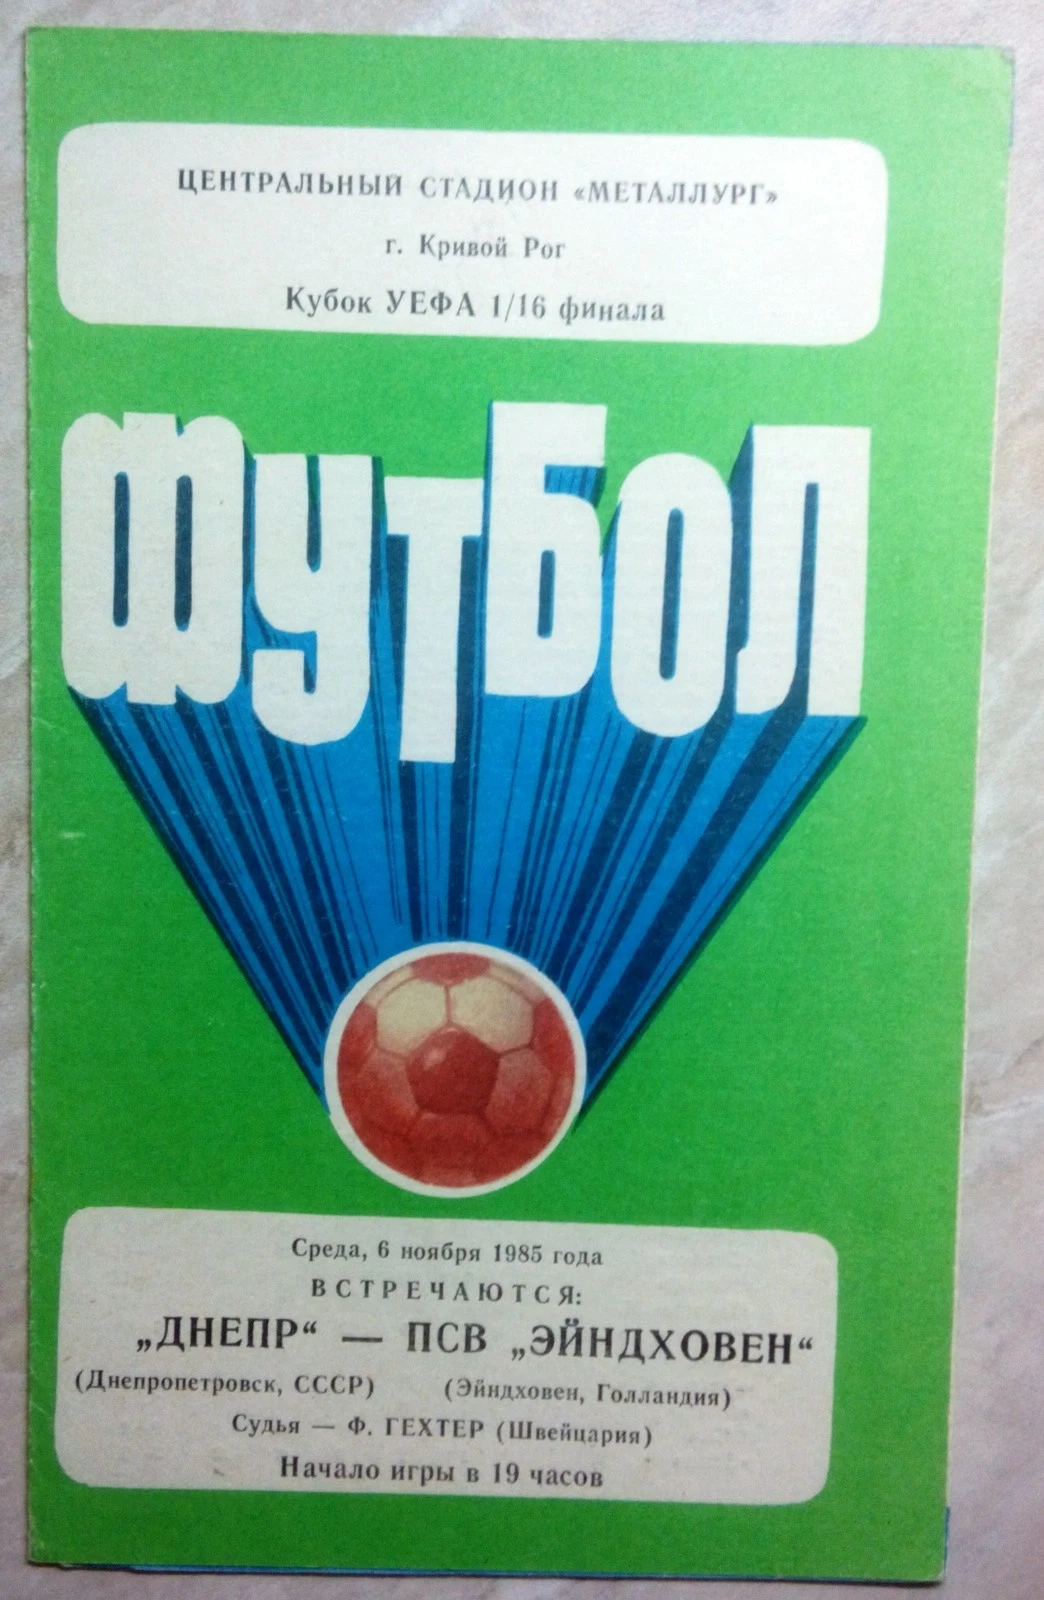 ЦЕНТРАЛЬНЫЙ СТАДИОН «МЕТАЛЛУРГ»
г. Кривой Рог
Кубок УЕФА 1/16 финала
ФУТБОЛ
Среда, 6 ноября 1985 года
ВСТРЕЧАЮТСЯ:
„ДНЕПР“ — ПСВ „ЭЙНДХОВЕН“
(Днепропетровск, СССР) (Эйндховен, Голландия)
Судья — Ф. ГЕХТЕР (Швейцария)
Начало игры в 19 часов